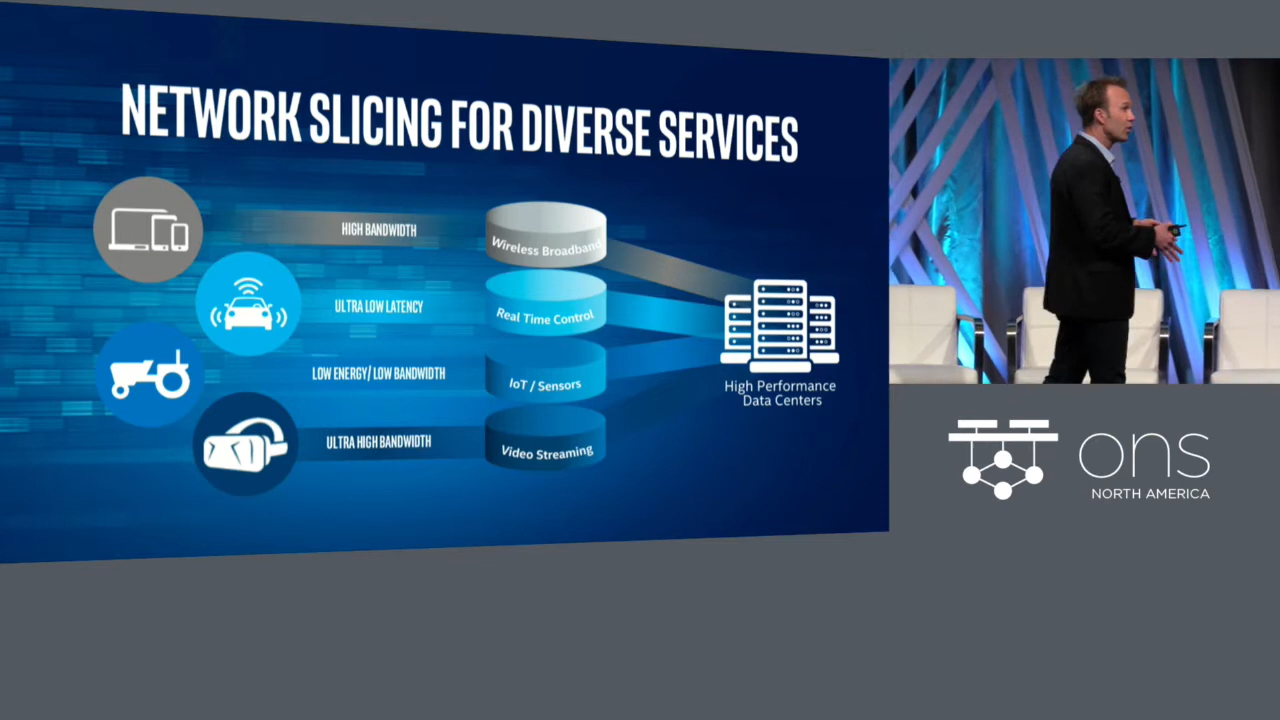 NETWORK SLICING FOR DIVERSE SERVICES
HIGH BANDWIDTH
Wireless Broadband
ULTRA LOW LATENCY
Real Time Control
LOW ENERGY/ LOW BANDWIDTH
IoT / Sensors
ULTRA HIGH BANDWIDTH
Video Streaming
High Performance
Data Centers
ons
NORTH AMERICA